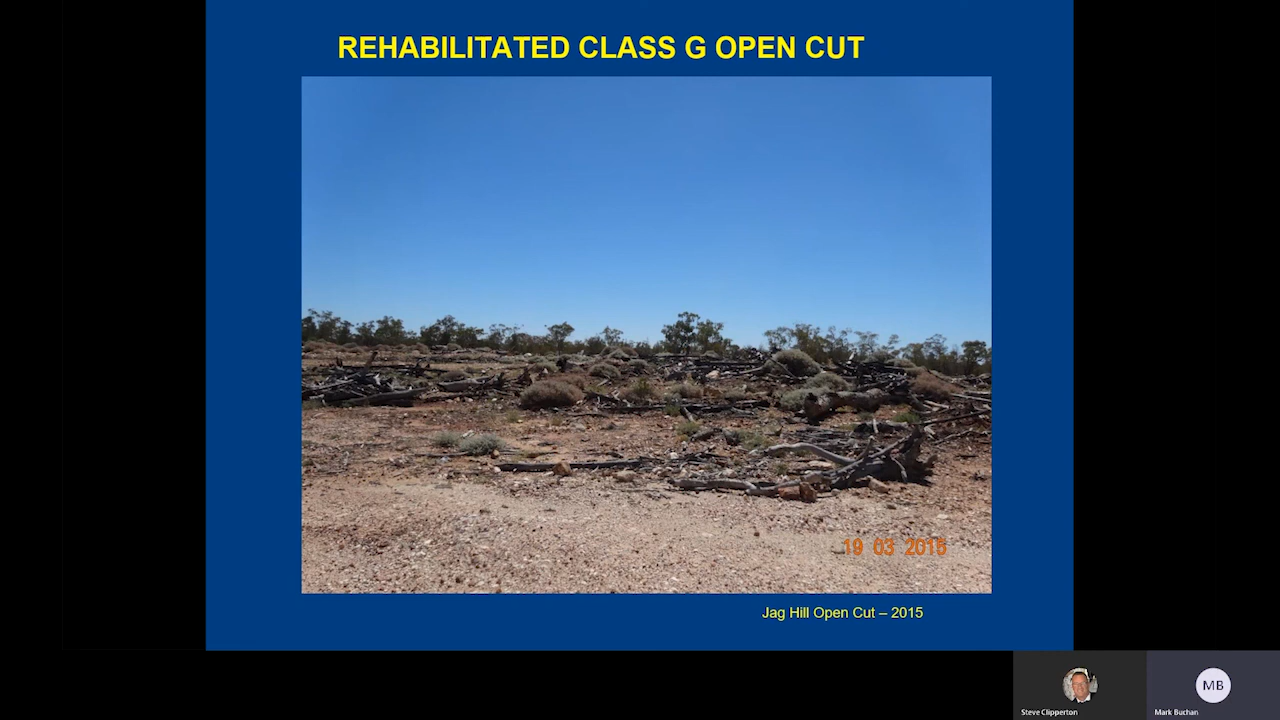 REHABILITATED CLASS G OPEN CUT
19 03 2015
Jag Hill Open Cut – 2015
MB
Steve Clipperton
Mark Buchan